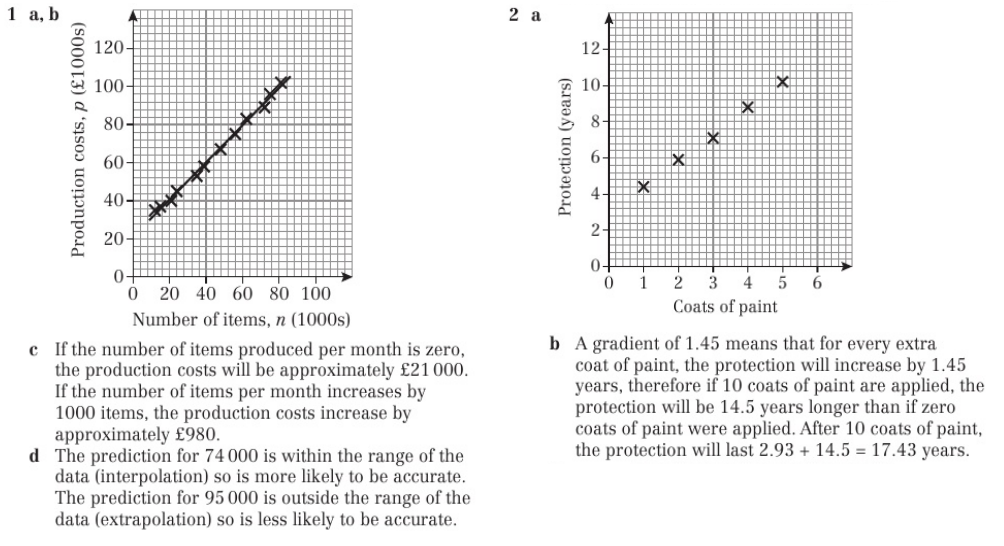 1 a, b
Production costs, p (£1000s)
120
100
80
60
40
20
0
0 20 40 60 80 100
Number of items, n (1000s)
c If the number of items produced per month is zero,
the production costs will be approximately £21 000.
If the number of items per month increases by
1000 items, the production costs increase by
approximately £980.
d The prediction for 74 000 is within the range of the
data (interpolation) so is more likely to be accurate.
The prediction for 95 000 is outside the range of the
data (extrapolation) so is less likely to be accurate.
2 a
Protection (years)
12
10
8
6
4
2
0
0 1 2 3 4 5 6
Coats of paint
b A gradient of 1.45 means that for every extra
coat of paint, the protection will increase by 1.45
years, therefore if 10 coats of paint are applied, the
protection will be 14.5 years longer than if zero
coats of paint were applied. After 10 coats of paint,
the protection will last 2.93 + 14.5 = 17.43 years.